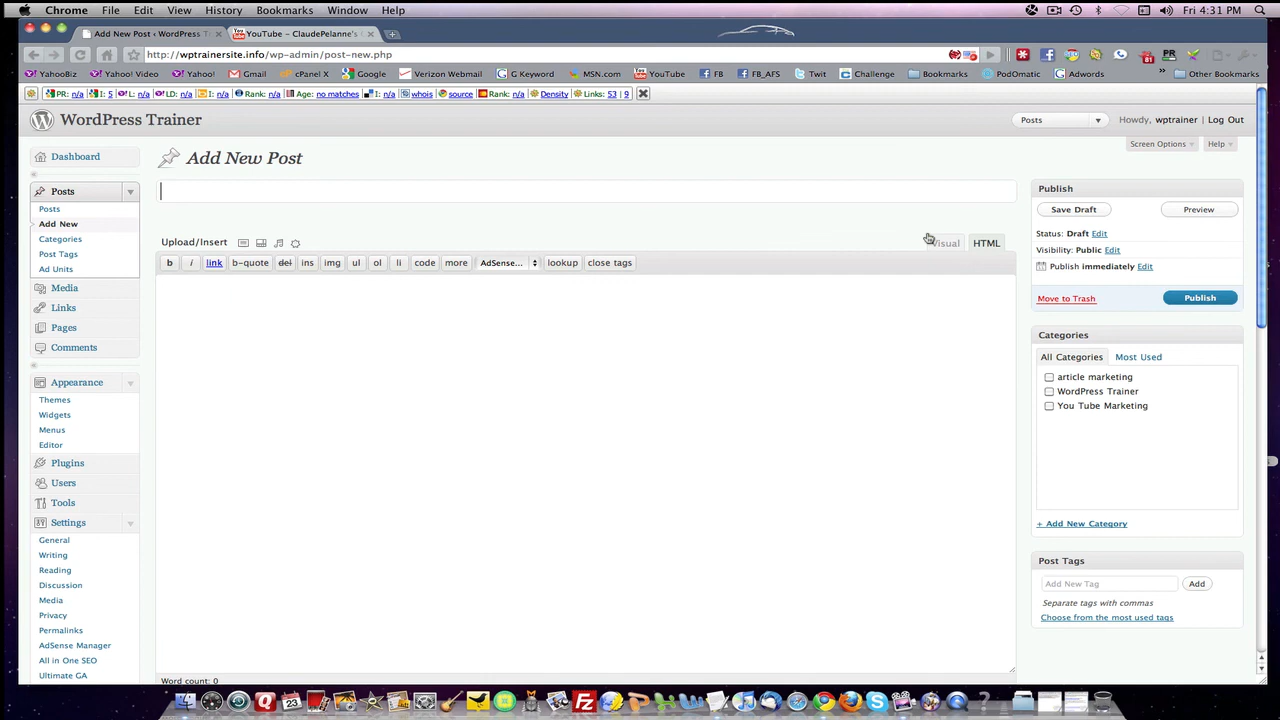 Chrome File Edit View History Bookmarks Window Help Fri 4:31 PM
Add New Post ‹ WordPress T YouTube – ClaudePelanne's
http://wptrainersite.info/wp-admin/post-new.php
YahooBiz Yahoo! Video Yahoo! Gmail cPanel X Google Verizon Webmail G Keyword MSN.com YouTube FB FB_AFS Twit Challenge Bookmarks PodOmatic Adwords » Other Bookmarks
PR: n/a I: 5 L: n/a LD: n/a I: n/a Rank: n/a Age: no matches I: n/a whois source Rank: n/a Density Links: 53 | 9
WordPress Trainer Posts Howdy, wptrainer | Log Out
Screen Options Help
Dashboard
Posts
Posts
Add New
Categories
Post Tags
Ad Units
Media
Links
Pages
Comments
Appearance
Themes
Widgets
Menus
Editor
Plugins
Users
Tools
Settings
General
Writing
Reading
Discussion
Media
Privacy
Permalinks
AdSense Manager
All in One SEO
Ultimate GA
Add New Post
Upload/Insert Visual HTML
b i link b-quote del ins img ul ol li code more AdSense... lookup close tags
Word count: 0
Publish
Save Draft Preview
Status: Draft Edit
Visibility: Public Edit
Publish immediately Edit
Move to Trash Publish
Categories
All Categories Most Used
article marketing
WordPress Trainer
You Tube Marketing
+ Add New Category
Post Tags
Add New Tag Add
Separate tags with commas
Choose from the most used tags